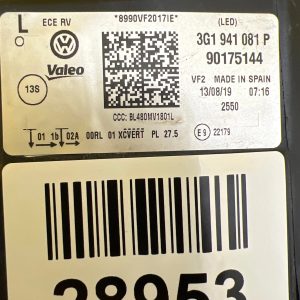 L ECE RV *8990VF2017IE* (LED)
3G1 941 081 P
Valeo 90175144
VF2 MADE IN SPAIN
13S 13/08/19 07:16
2550
CCC: BL480MV1801L
01 1b 02A 00RL 01 XCVERT PL 27.5 E9 22179
28953